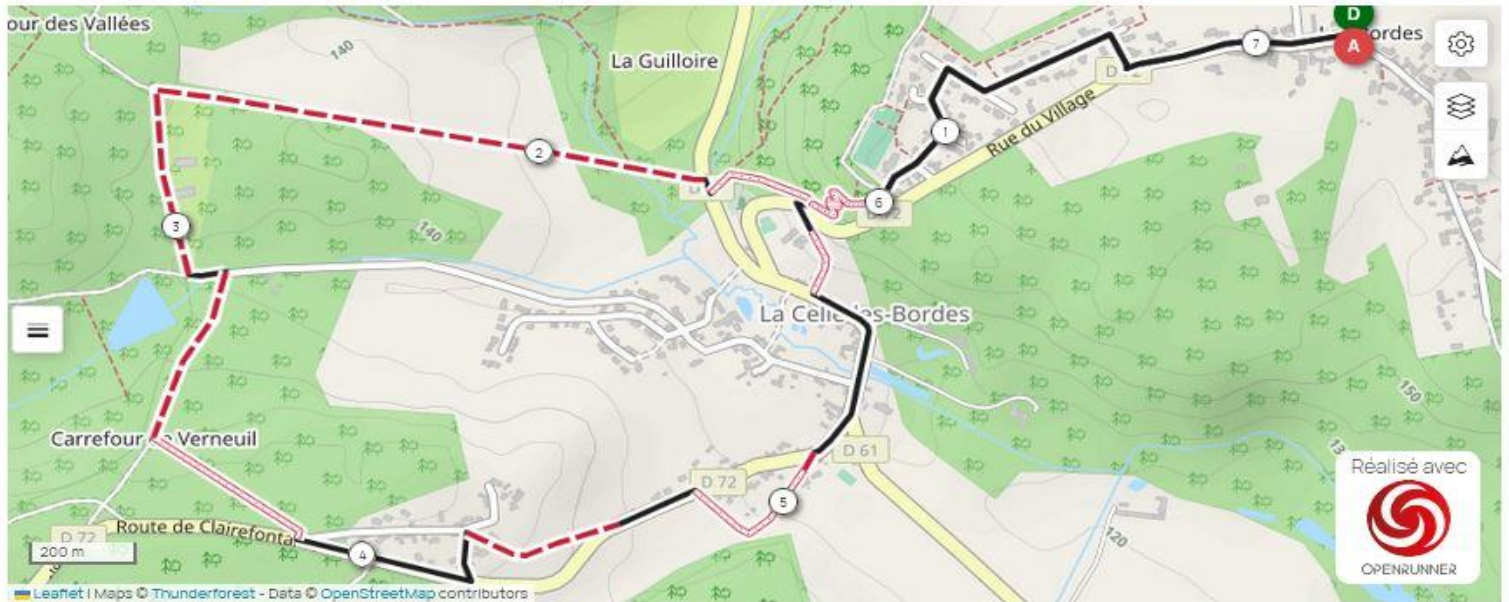 our des Vallées
140
La Guilloire
D
Bordes
A
7
1
Rue du Village
2
6
3
140
La Celle-les-Bordes
150
Carrefour de Verneuil
D 61
D 72
5
Route de Clairefonta
D 72
4
120
200 m
Réalisé avec
OPENRUNNER
Leaflet | Maps © Thunderforest - Data © OpenStreetMap contributors